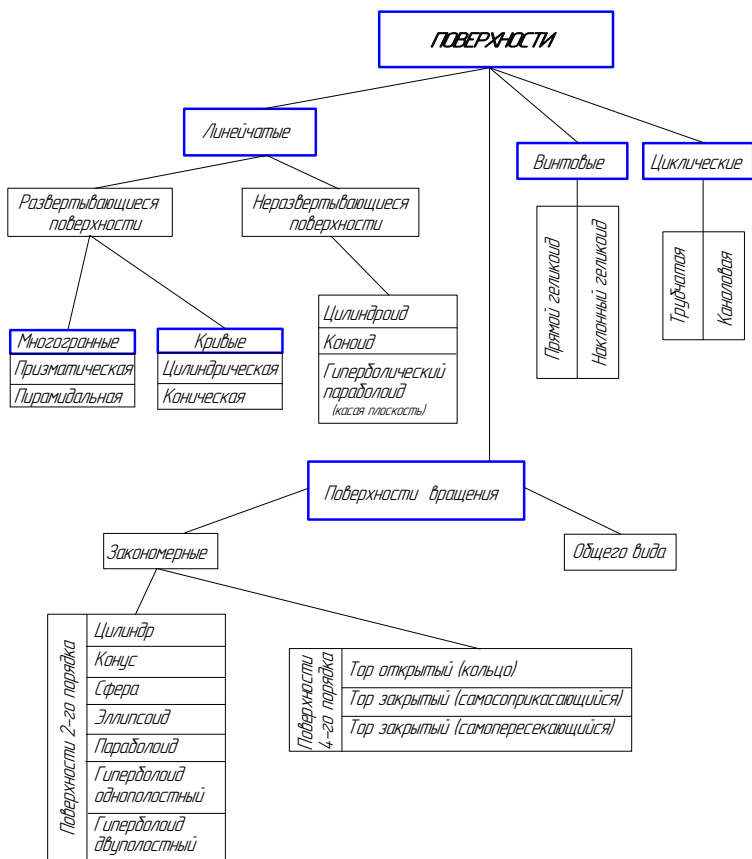 ПОВЕРХНОСТИ
Линейчатые
Винтовые
Циклические
Развертывающиеся
поверхности
Неразвертывающиеся
поверхности
Прямой геликоид
Наклонный геликоид
Трубчатая
Каналовая
Многогранные
Призматическая
Пирамидальная
Кривые
Цилиндрическая
Коническая
Цилиндроид
Коноид
Гиперболический
параболоид
(касая плоскость)
Поверхности вращения
Закономерные
Общего вида
Поверхности 2-го порядка
Цилиндр
Конус
Сфера
Эллипсоид
Параболоид
Гиперболоид
однополостный
Гиперболоид
двуполостный
Поверхности
4-го порядка
Тор открытый (кольцо)
Тор закрытый (самосоприкасающийся)
Тор закрытый (самопересекающийся)